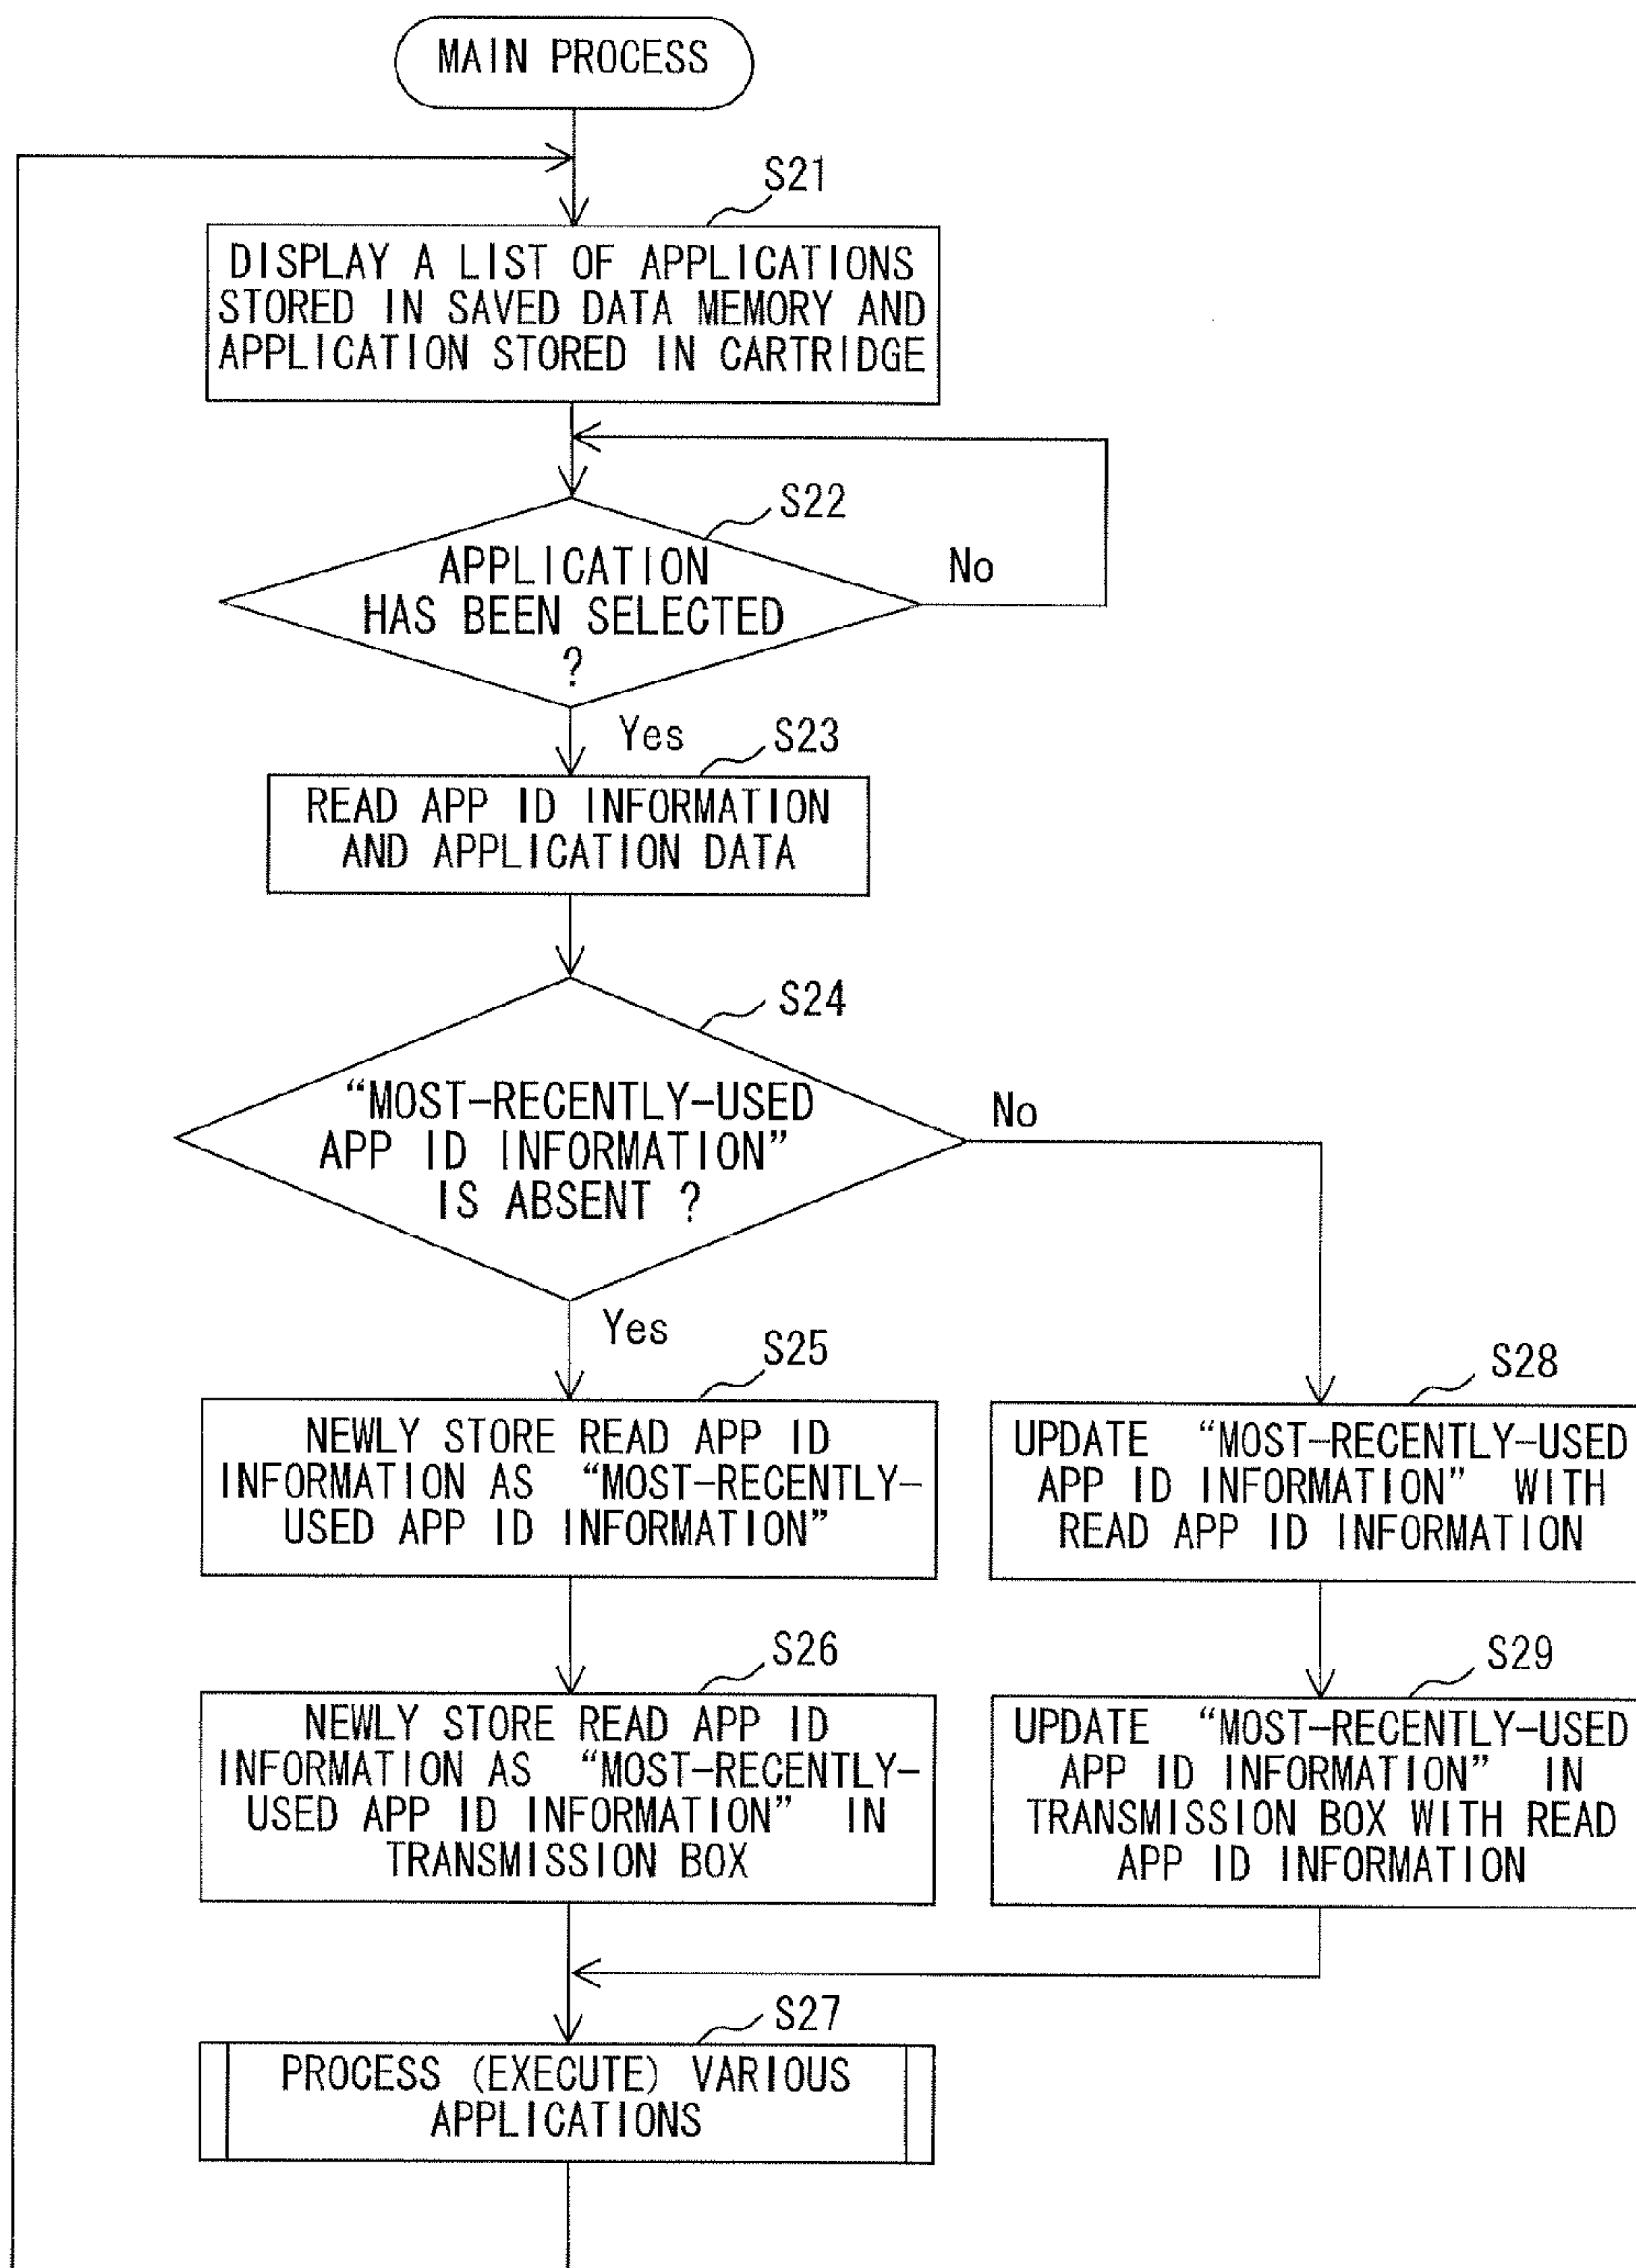 MAIN PROCESS
S21
DISPLAY A LIST OF APPLICATIONS
STORED IN SAVED DATA MEMORY AND
APPLICATION STORED IN CARTRIDGE
S22
APPLICATION
HAS BEEN SELECTED
?
No
Yes
S23
READ APP ID INFORMATION
AND APPLICATION DATA
S24
“MOST-RECENTLY-USED
APP ID INFORMATION”
IS ABSENT ?
No
Yes
S25
NEWLY STORE READ APP ID
INFORMATION AS “MOST-RECENTLY-
USED APP ID INFORMATION”
S28
UPDATE “MOST-RECENTLY-USED
APP ID INFORMATION” WITH
READ APP ID INFORMATION
S26
NEWLY STORE READ APP ID
INFORMATION AS “MOST-RECENTLY-
USED APP ID INFORMATION” IN
TRANSMISSION BOX
S29
UPDATE “MOST-RECENTLY-USED
APP ID INFORMATION” IN
TRANSMISSION BOX WITH READ
APP ID INFORMATION
S27
PROCESS (EXECUTE) VARIOUS
APPLICATIONS